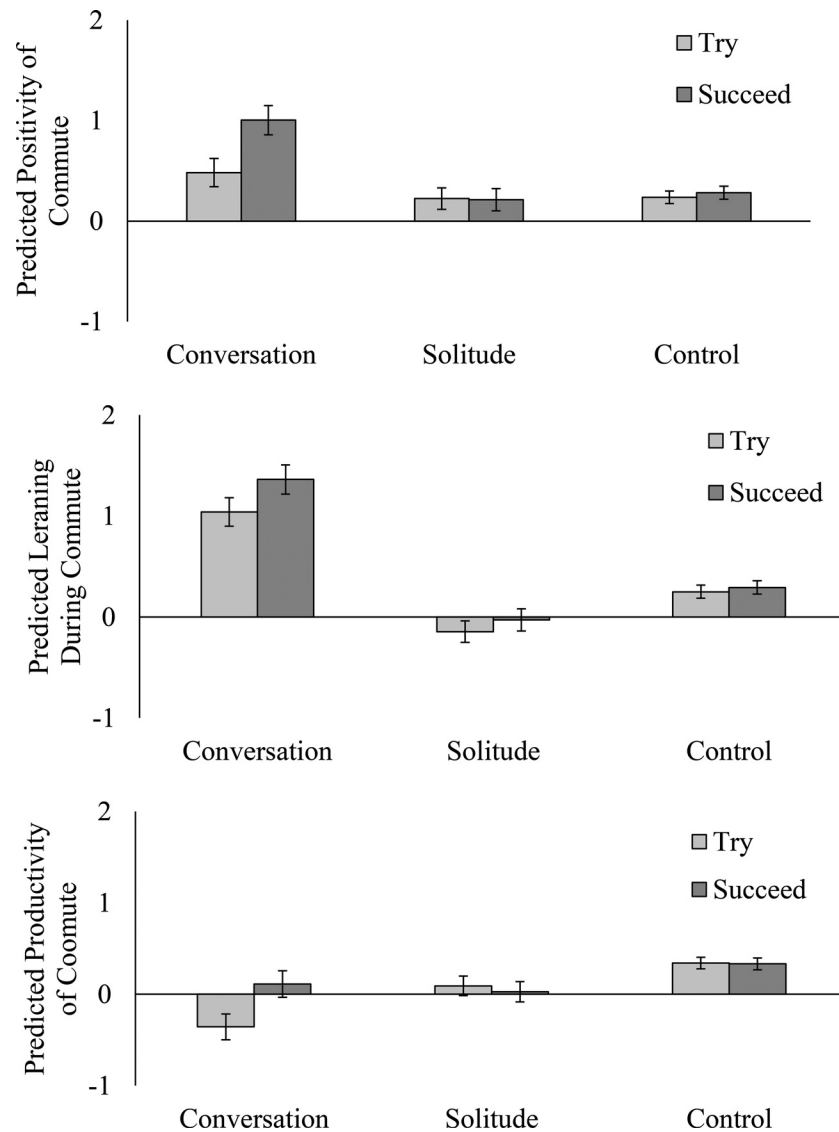 Predicted Positivity of
Commute
2
1
0
-1
Try
Succeed
Conversation
Solitude
Control
Predicted Leraning
During Commute
2
1
0
-1
Try
Succeed
Conversation
Solitude
Control
Predicted Productivity
of Coomute
2
1
0
-1
Try
Succeed
Conversation
Solitude
Control